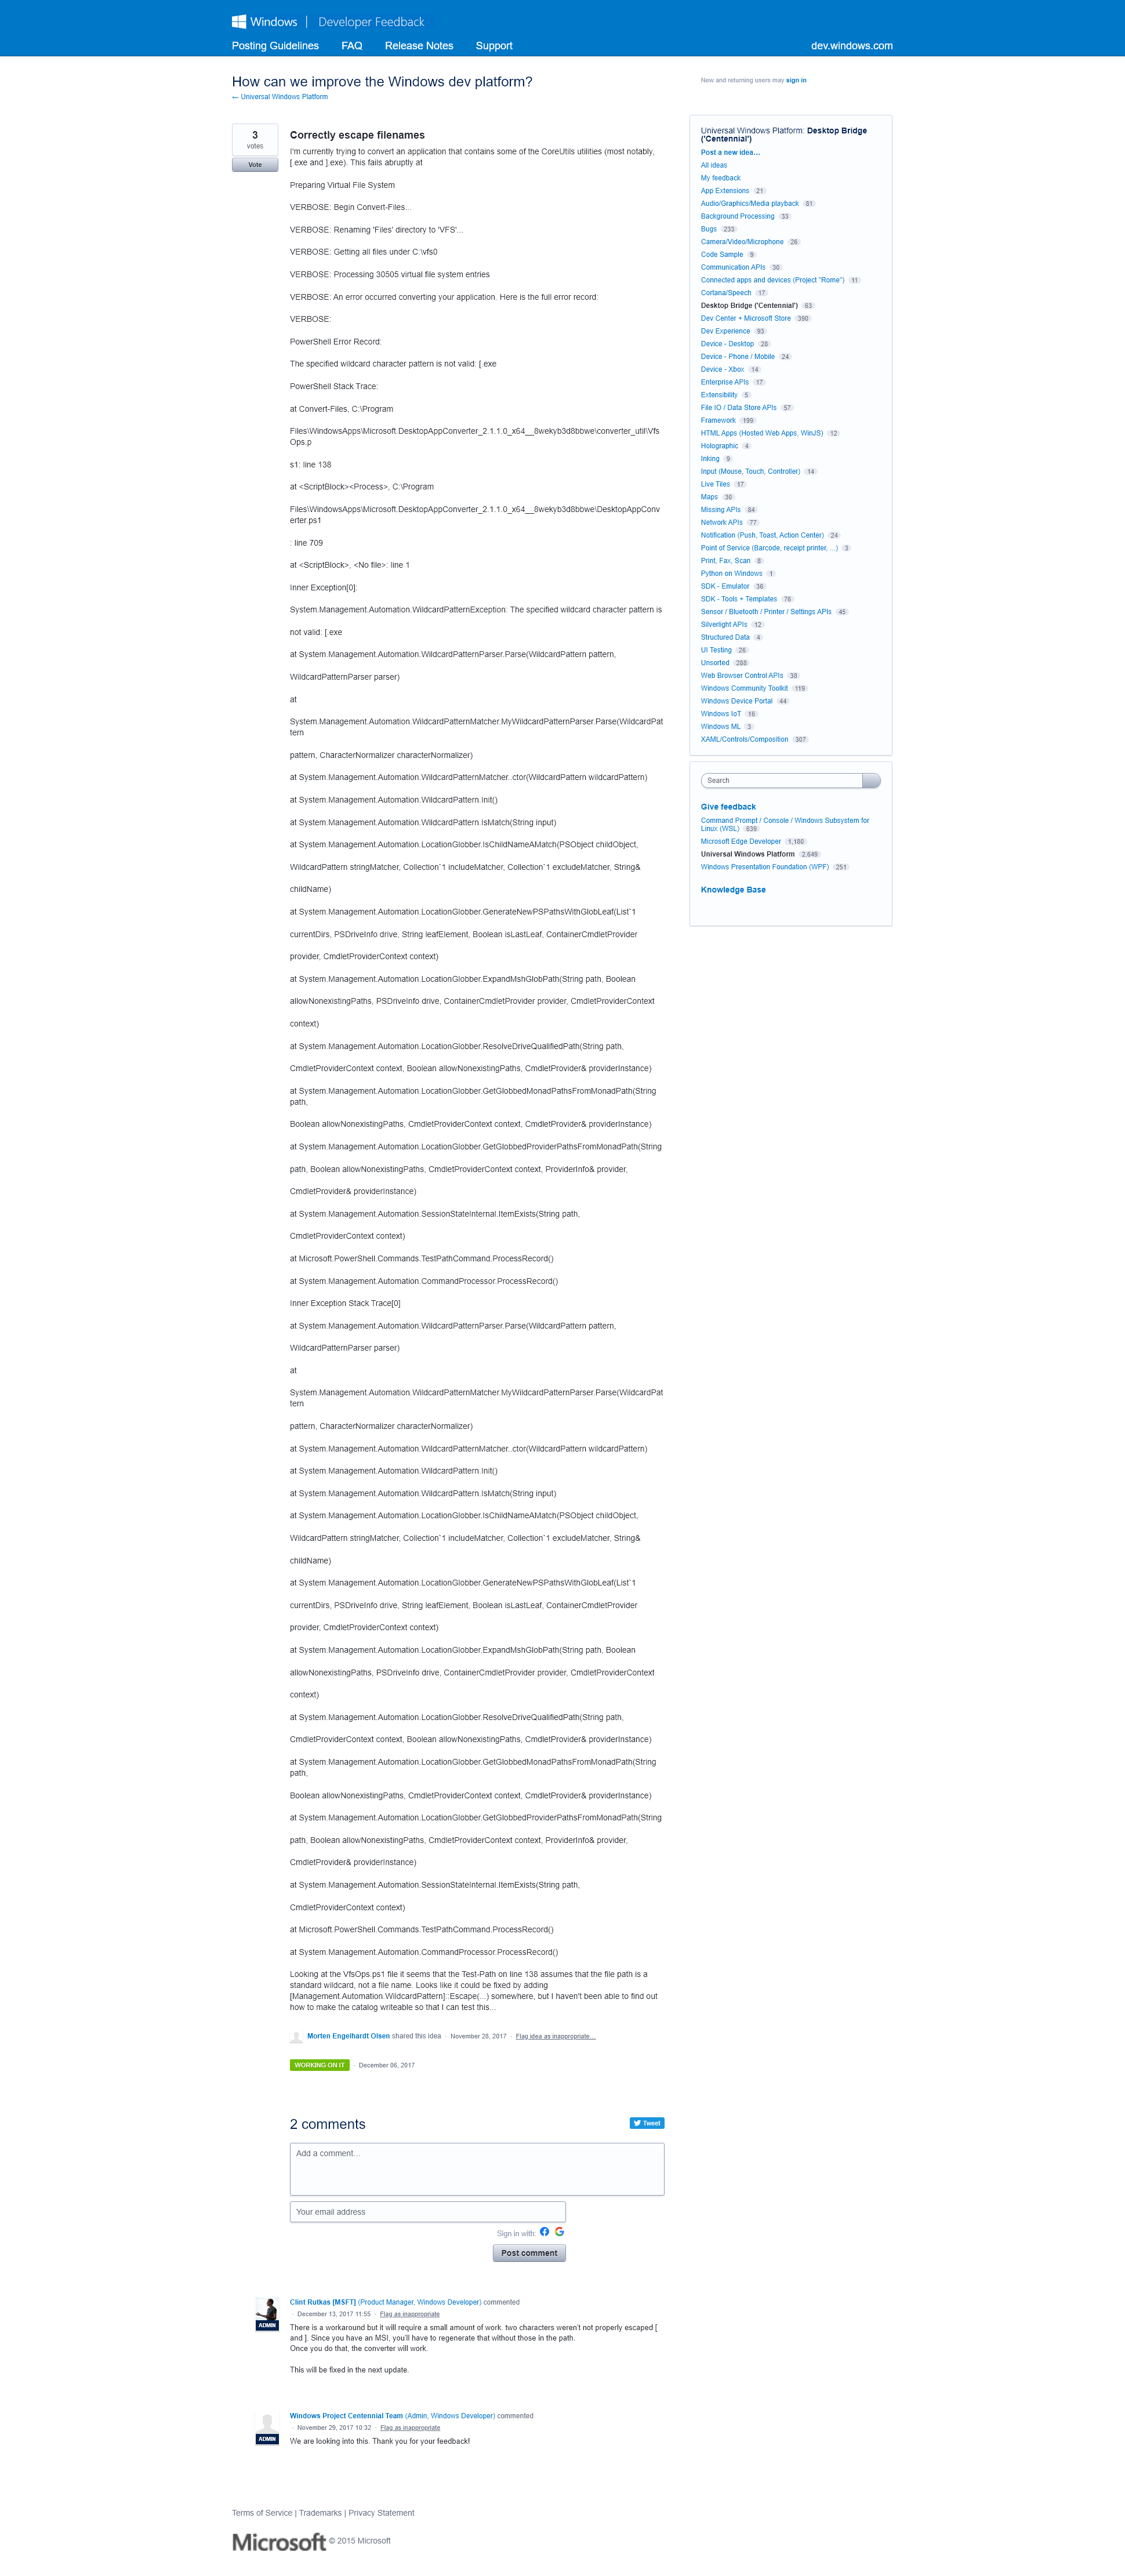 Windows | Developer Feedback
Posting Guidelines FAQ Release Notes Support dev.windows.com
How can we improve the Windows dev platform?
← Universal Windows Platform
New and returning users may sign in
3
votes
Vote
Correctly escape filenames
I'm currently trying to convert an application that contains some of the CoreUtils utilities (most notably,
[.exe and ].exe). This fails abruptly at
Preparing Virtual File System
VERBOSE: Begin Convert-Files...
VERBOSE: Renaming 'Files' directory to 'VFS'...
VERBOSE: Getting all files under C:\vfs0
VERBOSE: Processing 30505 virtual file system entries
VERBOSE: An error occurred converting your application. Here is the full error record:
VERBOSE:
PowerShell Error Record:
The specified wildcard character pattern is not valid: [.exe
PowerShell Stack Trace:
at Convert-Files, C:\Program
Files\WindowsApps\Microsoft.DesktopAppConverter_2.1.1.0_x64__8wekyb3d8bbwe\converter_util\Vfs
Ops.p
s1: line 138
at <ScriptBlock><Process>, C:\Program
Files\WindowsApps\Microsoft.DesktopAppConverter_2.1.1.0_x64__8wekyb3d8bbwe\DesktopAppConv
erter.ps1
: line 709
at <ScriptBlock>, <No file>: line 1
Inner Exception[0]:
System.Management.Automation.WildcardPatternException: The specified wildcard character pattern is
not valid: [.exe
at System.Management.Automation.WildcardPatternParser.Parse(WildcardPattern pattern,
WildcardPatternParser parser)
at
System.Management.Automation.WildcardPatternMatcher.MyWildcardPatternParser.Parse(WildcardPat
tern
pattern, CharacterNormalizer characterNormalizer)
at System.Management.Automation.WildcardPatternMatcher..ctor(WildcardPattern wildcardPattern)
at System.Management.Automation.WildcardPattern.Init()
at System.Management.Automation.WildcardPattern.IsMatch(String input)
at System.Management.Automation.LocationGlobber.IsChildNameAMatch(PSObject childObject,
WildcardPattern stringMatcher, Collection`1 includeMatcher, Collection`1 excludeMatcher, String&
childName)
at System.Management.Automation.LocationGlobber.GenerateNewPSPathsWithGlobLeaf(List`1
currentDirs, PSDriveInfo drive, String leafElement, Boolean isLastLeaf, ContainerCmdletProvider
provider, CmdletProviderContext context)
at System.Management.Automation.LocationGlobber.ExpandMshGlobPath(String path, Boolean
allowNonexistingPaths, PSDriveInfo drive, ContainerCmdletProvider provider, CmdletProviderContext
context)
at System.Management.Automation.LocationGlobber.ResolveDriveQualifiedPath(String path,
CmdletProviderContext context, Boolean allowNonexistingPaths, CmdletProvider& providerInstance)
at System.Management.Automation.LocationGlobber.GetGlobbedMonadPathsFromMonadPath(String
path,
Boolean allowNonexistingPaths, CmdletProviderContext context, CmdletProvider& providerInstance)
at System.Management.Automation.LocationGlobber.GetGlobbedProviderPathsFromMonadPath(String
path, Boolean allowNonexistingPaths, CmdletProviderContext context, ProviderInfo& provider,
CmdletProvider& providerInstance)
at System.Management.Automation.SessionStateInternal.ItemExists(String path,
CmdletProviderContext context)
at Microsoft.PowerShell.Commands.TestPathCommand.ProcessRecord()
at System.Management.Automation.CommandProcessor.ProcessRecord()
Inner Exception Stack Trace[0]
at System.Management.Automation.WildcardPatternParser.Parse(WildcardPattern pattern,
WildcardPatternParser parser)
at
System.Management.Automation.WildcardPatternMatcher.MyWildcardPatternParser.Parse(WildcardPat
tern
pattern, CharacterNormalizer characterNormalizer)
at System.Management.Automation.WildcardPatternMatcher..ctor(WildcardPattern wildcardPattern)
at System.Management.Automation.WildcardPattern.Init()
at System.Management.Automation.WildcardPattern.IsMatch(String input)
at System.Management.Automation.LocationGlobber.IsChildNameAMatch(PSObject childObject,
WildcardPattern stringMatcher, Collection`1 includeMatcher, Collection`1 excludeMatcher, String&
childName)
at System.Management.Automation.LocationGlobber.GenerateNewPSPathsWithGlobLeaf(List`1
currentDirs, PSDriveInfo drive, String leafElement, Boolean isLastLeaf, ContainerCmdletProvider
provider, CmdletProviderContext context)
at System.Management.Automation.LocationGlobber.ExpandMshGlobPath(String path, Boolean
allowNonexistingPaths, PSDriveInfo drive, ContainerCmdletProvider provider, CmdletProviderContext
context)
at System.Management.Automation.LocationGlobber.ResolveDriveQualifiedPath(String path,
CmdletProviderContext context, Boolean allowNonexistingPaths, CmdletProvider& providerInstance)
at System.Management.Automation.LocationGlobber.GetGlobbedMonadPathsFromMonadPath(String
path,
Boolean allowNonexistingPaths, CmdletProviderContext context, CmdletProvider& providerInstance)
at System.Management.Automation.LocationGlobber.GetGlobbedProviderPathsFromMonadPath(String
path, Boolean allowNonexistingPaths, CmdletProviderContext context, ProviderInfo& provider,
CmdletProvider& providerInstance)
at System.Management.Automation.SessionStateInternal.ItemExists(String path,
CmdletProviderContext context)
at Microsoft.PowerShell.Commands.TestPathCommand.ProcessRecord()
at System.Management.Automation.CommandProcessor.ProcessRecord()
Looking at the VfsOps.ps1 file it seems that the Test-Path on line 138 assumes that the file path is a
standard wildcard, not a file name. Looks like it could be fixed by adding
[Management.Automation.WildcardPattern]::Escape(...) somewhere, but I haven't been able to find out
how to make the catalog writeable so that I can test this...
Morten Engelhardt Olsen shared this idea · November 28, 2017 · Flag idea as inappropriate…
WORKING ON IT · December 06, 2017
2 comments
Tweet
Add a comment…
Your email address
Sign in with:
Post comment
Clint Rutkas [MSFT] (Product Manager, Windows Developer) commented
ADMIN
· December 13, 2017 11:55 · Flag as inappropriate
There is a workaround but it will require a small amount of work. two characters weren't not properly escaped [
and ]. Since you have an MSI, you'll have to regenerate that without those in the path.
Once you do that, the converter will work.
This will be fixed in the next update.
Windows Project Centennial Team (Admin, Windows Developer) commented
ADMIN
· November 29, 2017 10:32 · Flag as inappropriate
We are looking into this. Thank you for your feedback!
Universal Windows Platform: Desktop Bridge
('Centennial')
Post a new idea…
All ideas
My feedback
App Extensions 21
Audio/Graphics/Media playback 81
Background Processing 33
Bugs 233
Camera/Video/Microphone 26
Code Sample 9
Communication APIs 30
Connected apps and devices (Project "Rome") 11
Cortana/Speech 17
Desktop Bridge ('Centennial') 63
Dev Center + Microsoft Store 390
Dev Experience 93
Device - Desktop 28
Device - Phone / Mobile 24
Device - Xbox 14
Enterprise APIs 17
Extensibility 5
File IO / Data Store APIs 57
Framework 199
HTML Apps (Hosted Web Apps, WinJS) 12
Holographic 4
Inking 9
Input (Mouse, Touch, Controller) 14
Live Tiles 17
Maps 30
Missing APIs 84
Network APIs 77
Notification (Push, Toast, Action Center) 24
Point of Service (Barcode, receipt printer, ...) 3
Print, Fax, Scan 8
Python on Windows 1
SDK - Emulator 36
SDK - Tools + Templates 76
Sensor / Bluetooth / Printer / Settings APIs 45
Silverlight APIs 12
Structured Data 4
UI Testing 26
Unsorted 288
Web Browser Control APIs 38
Windows Community Toolkit 119
Windows Device Portal 44
Windows IoT 16
Windows ML 3
XAML/Controls/Composition 307
Search
Give feedback
Command Prompt / Console / Windows Subsystem for
Linux (WSL) 639
Microsoft Edge Developer 1,180
Universal Windows Platform 2,649
Windows Presentation Foundation (WPF) 251
Knowledge Base
Terms of Service | Trademarks | Privacy Statement
Microsoft © 2015 Microsoft